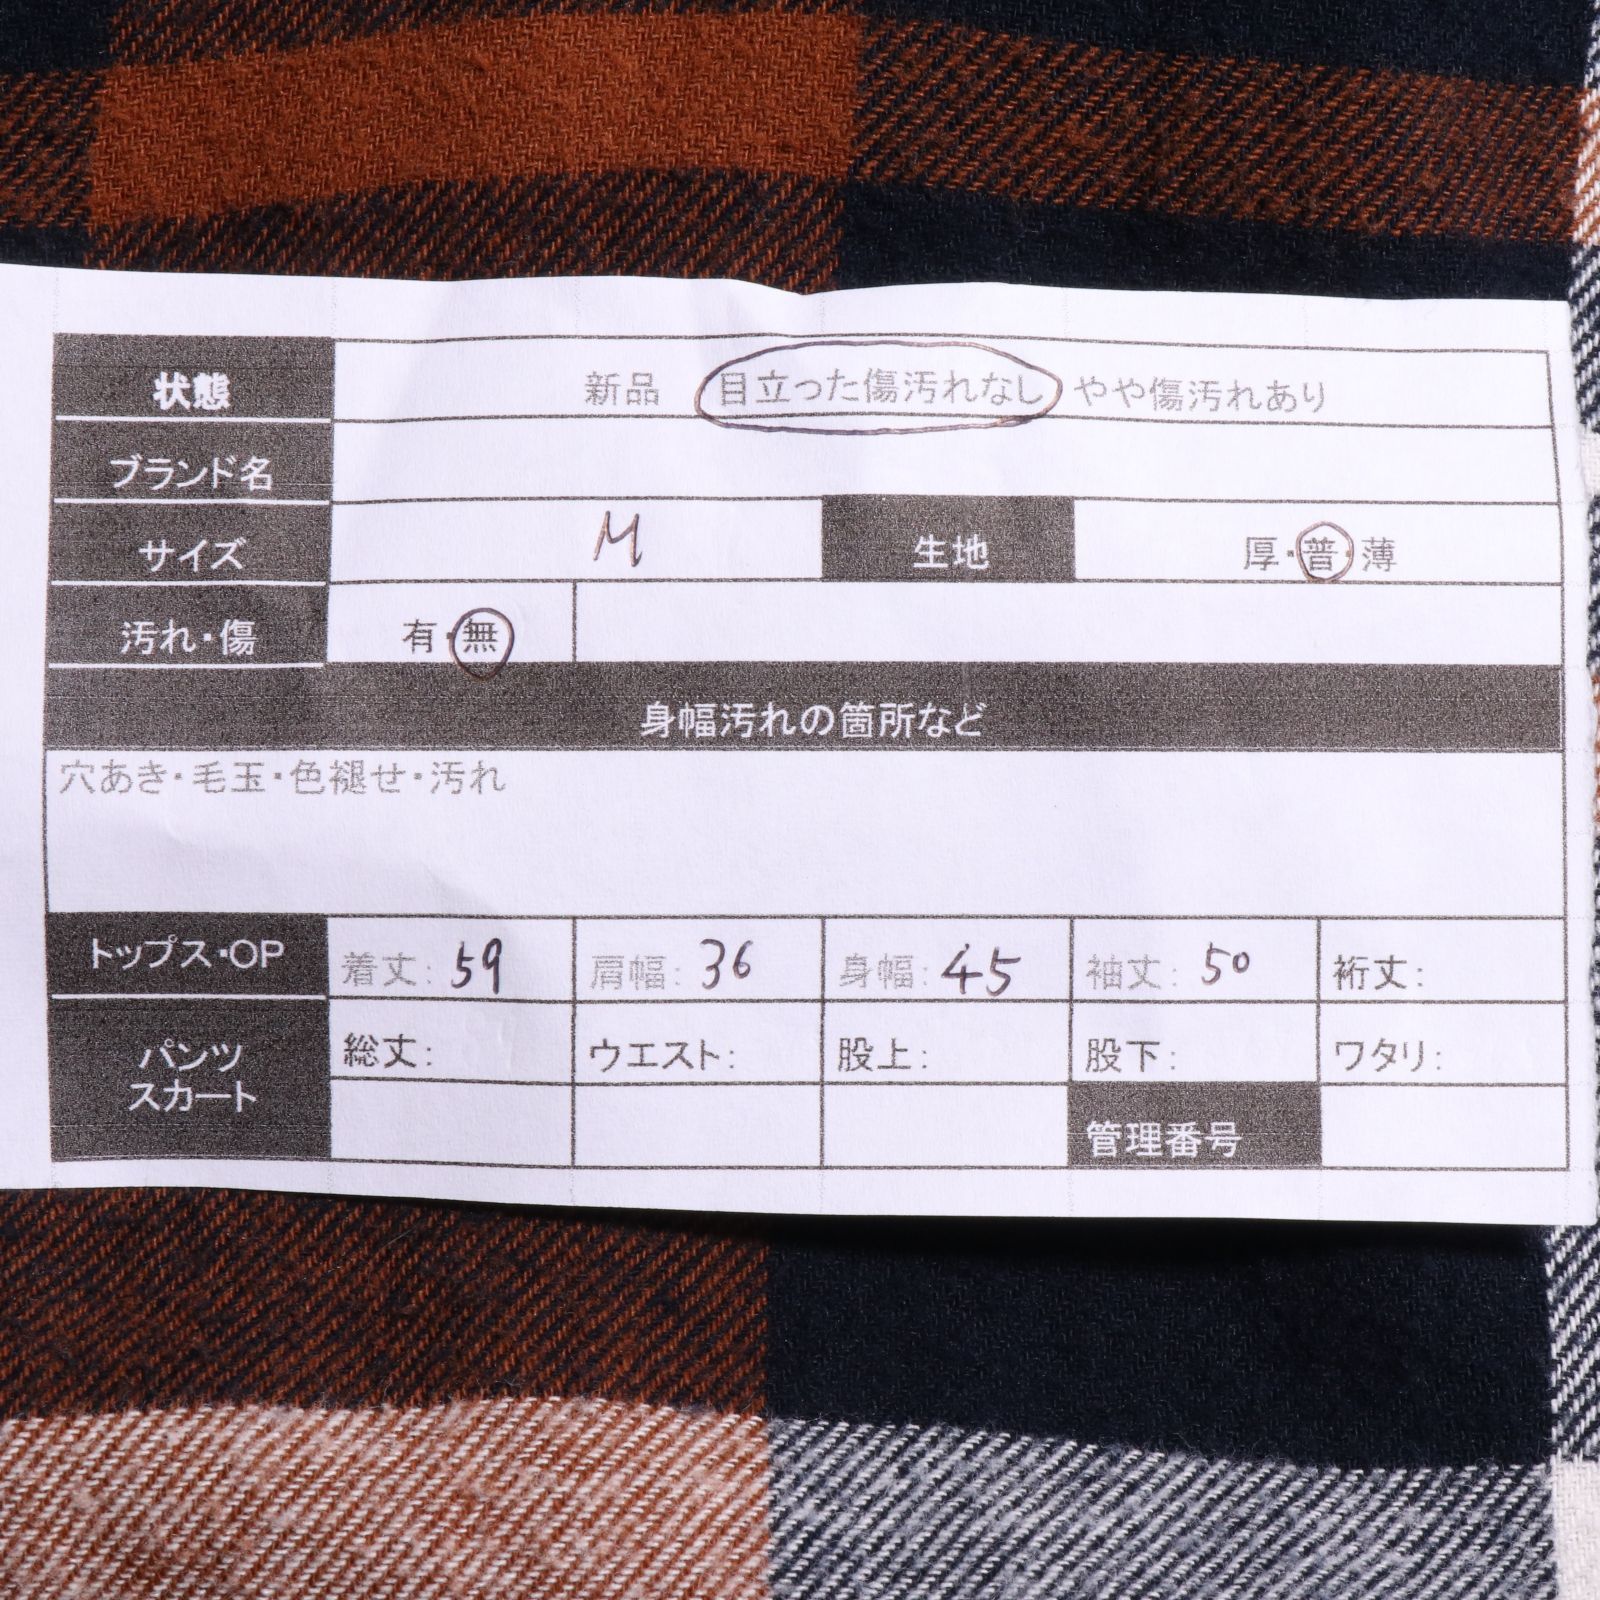 状態 新品 目立った傷汚れなし やや傷汚れあり
ブランド名
サイズ M 生地 厚・普・薄
汚れ・傷 有・無
身幅汚れの箇所など
穴あき・毛玉・色褪せ・汚れ
トップス・OP 着丈: 59 肩幅: 36 身幅: 45 袖丈: 50 裄丈:
パンツ
スカート
総丈: ウエスト: 股上: 股下: ワタリ:
管理番号